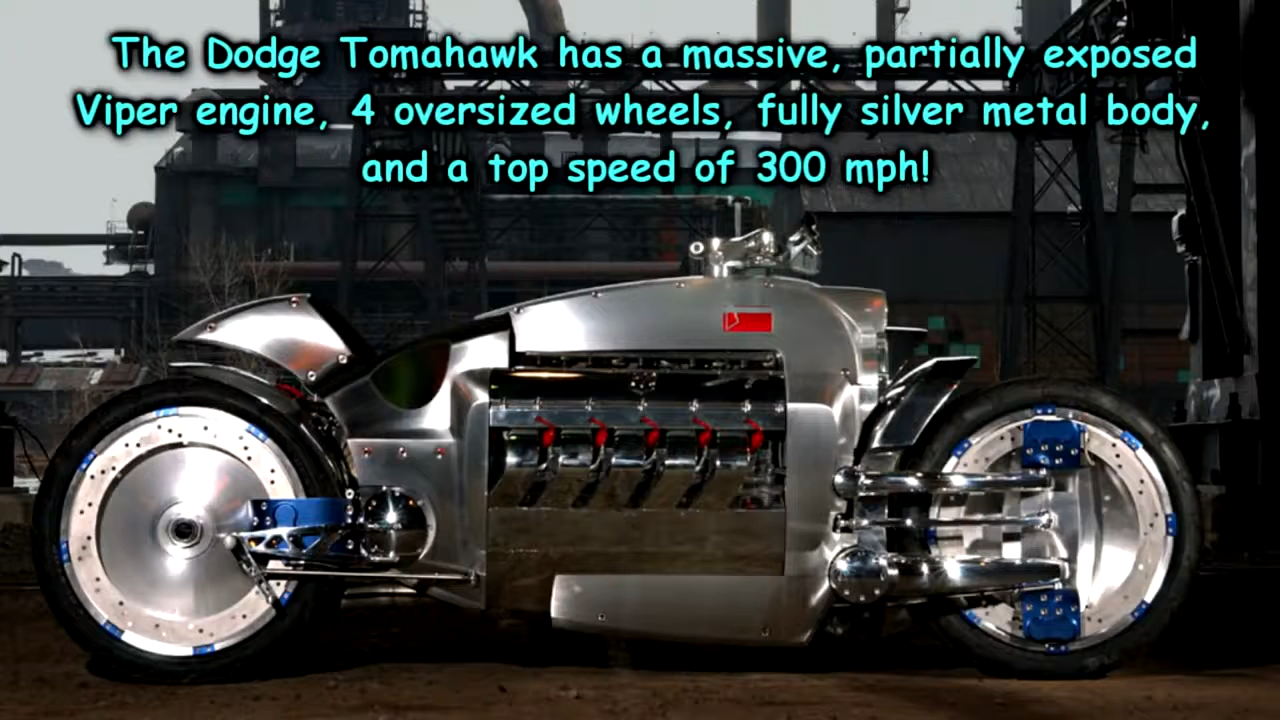 The Dodge Tomahawk has a massive, partially exposed
Viper engine, 4 oversized wheels, fully silver metal body,
and a top speed of 300 mph!